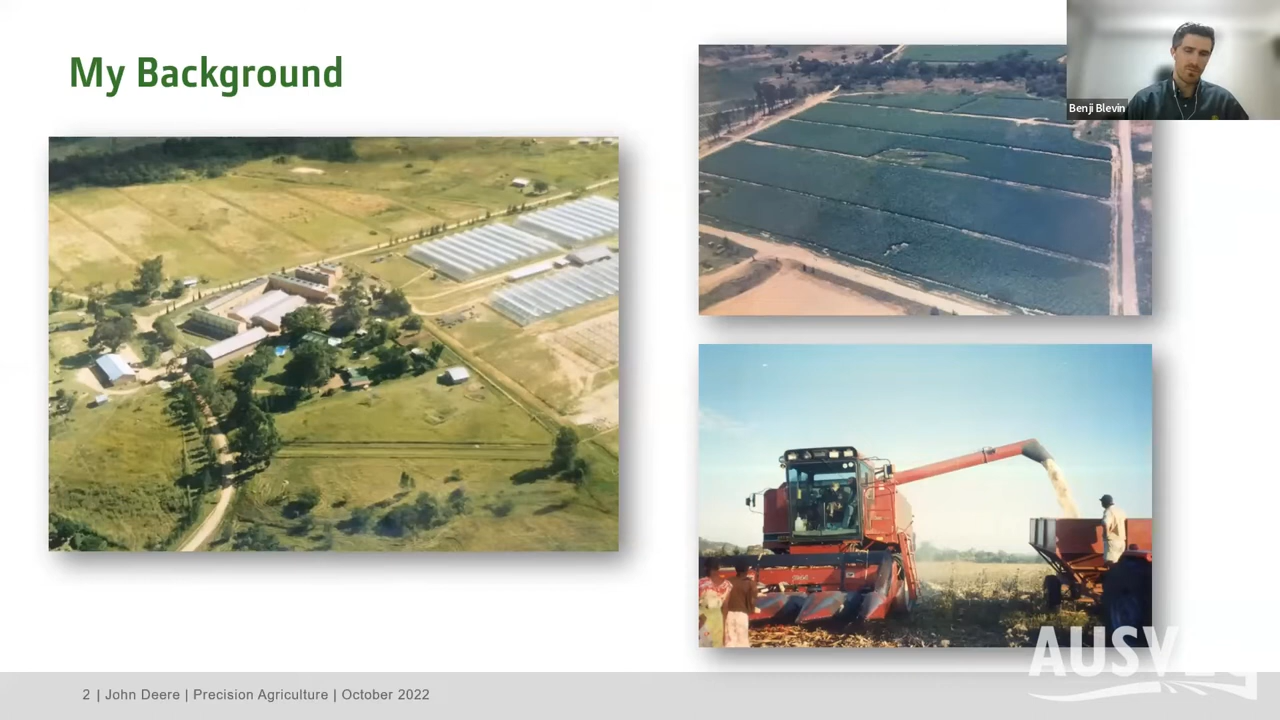 My Background
Benji Blevin
2 | John Deere | Precision Agriculture | October 2022